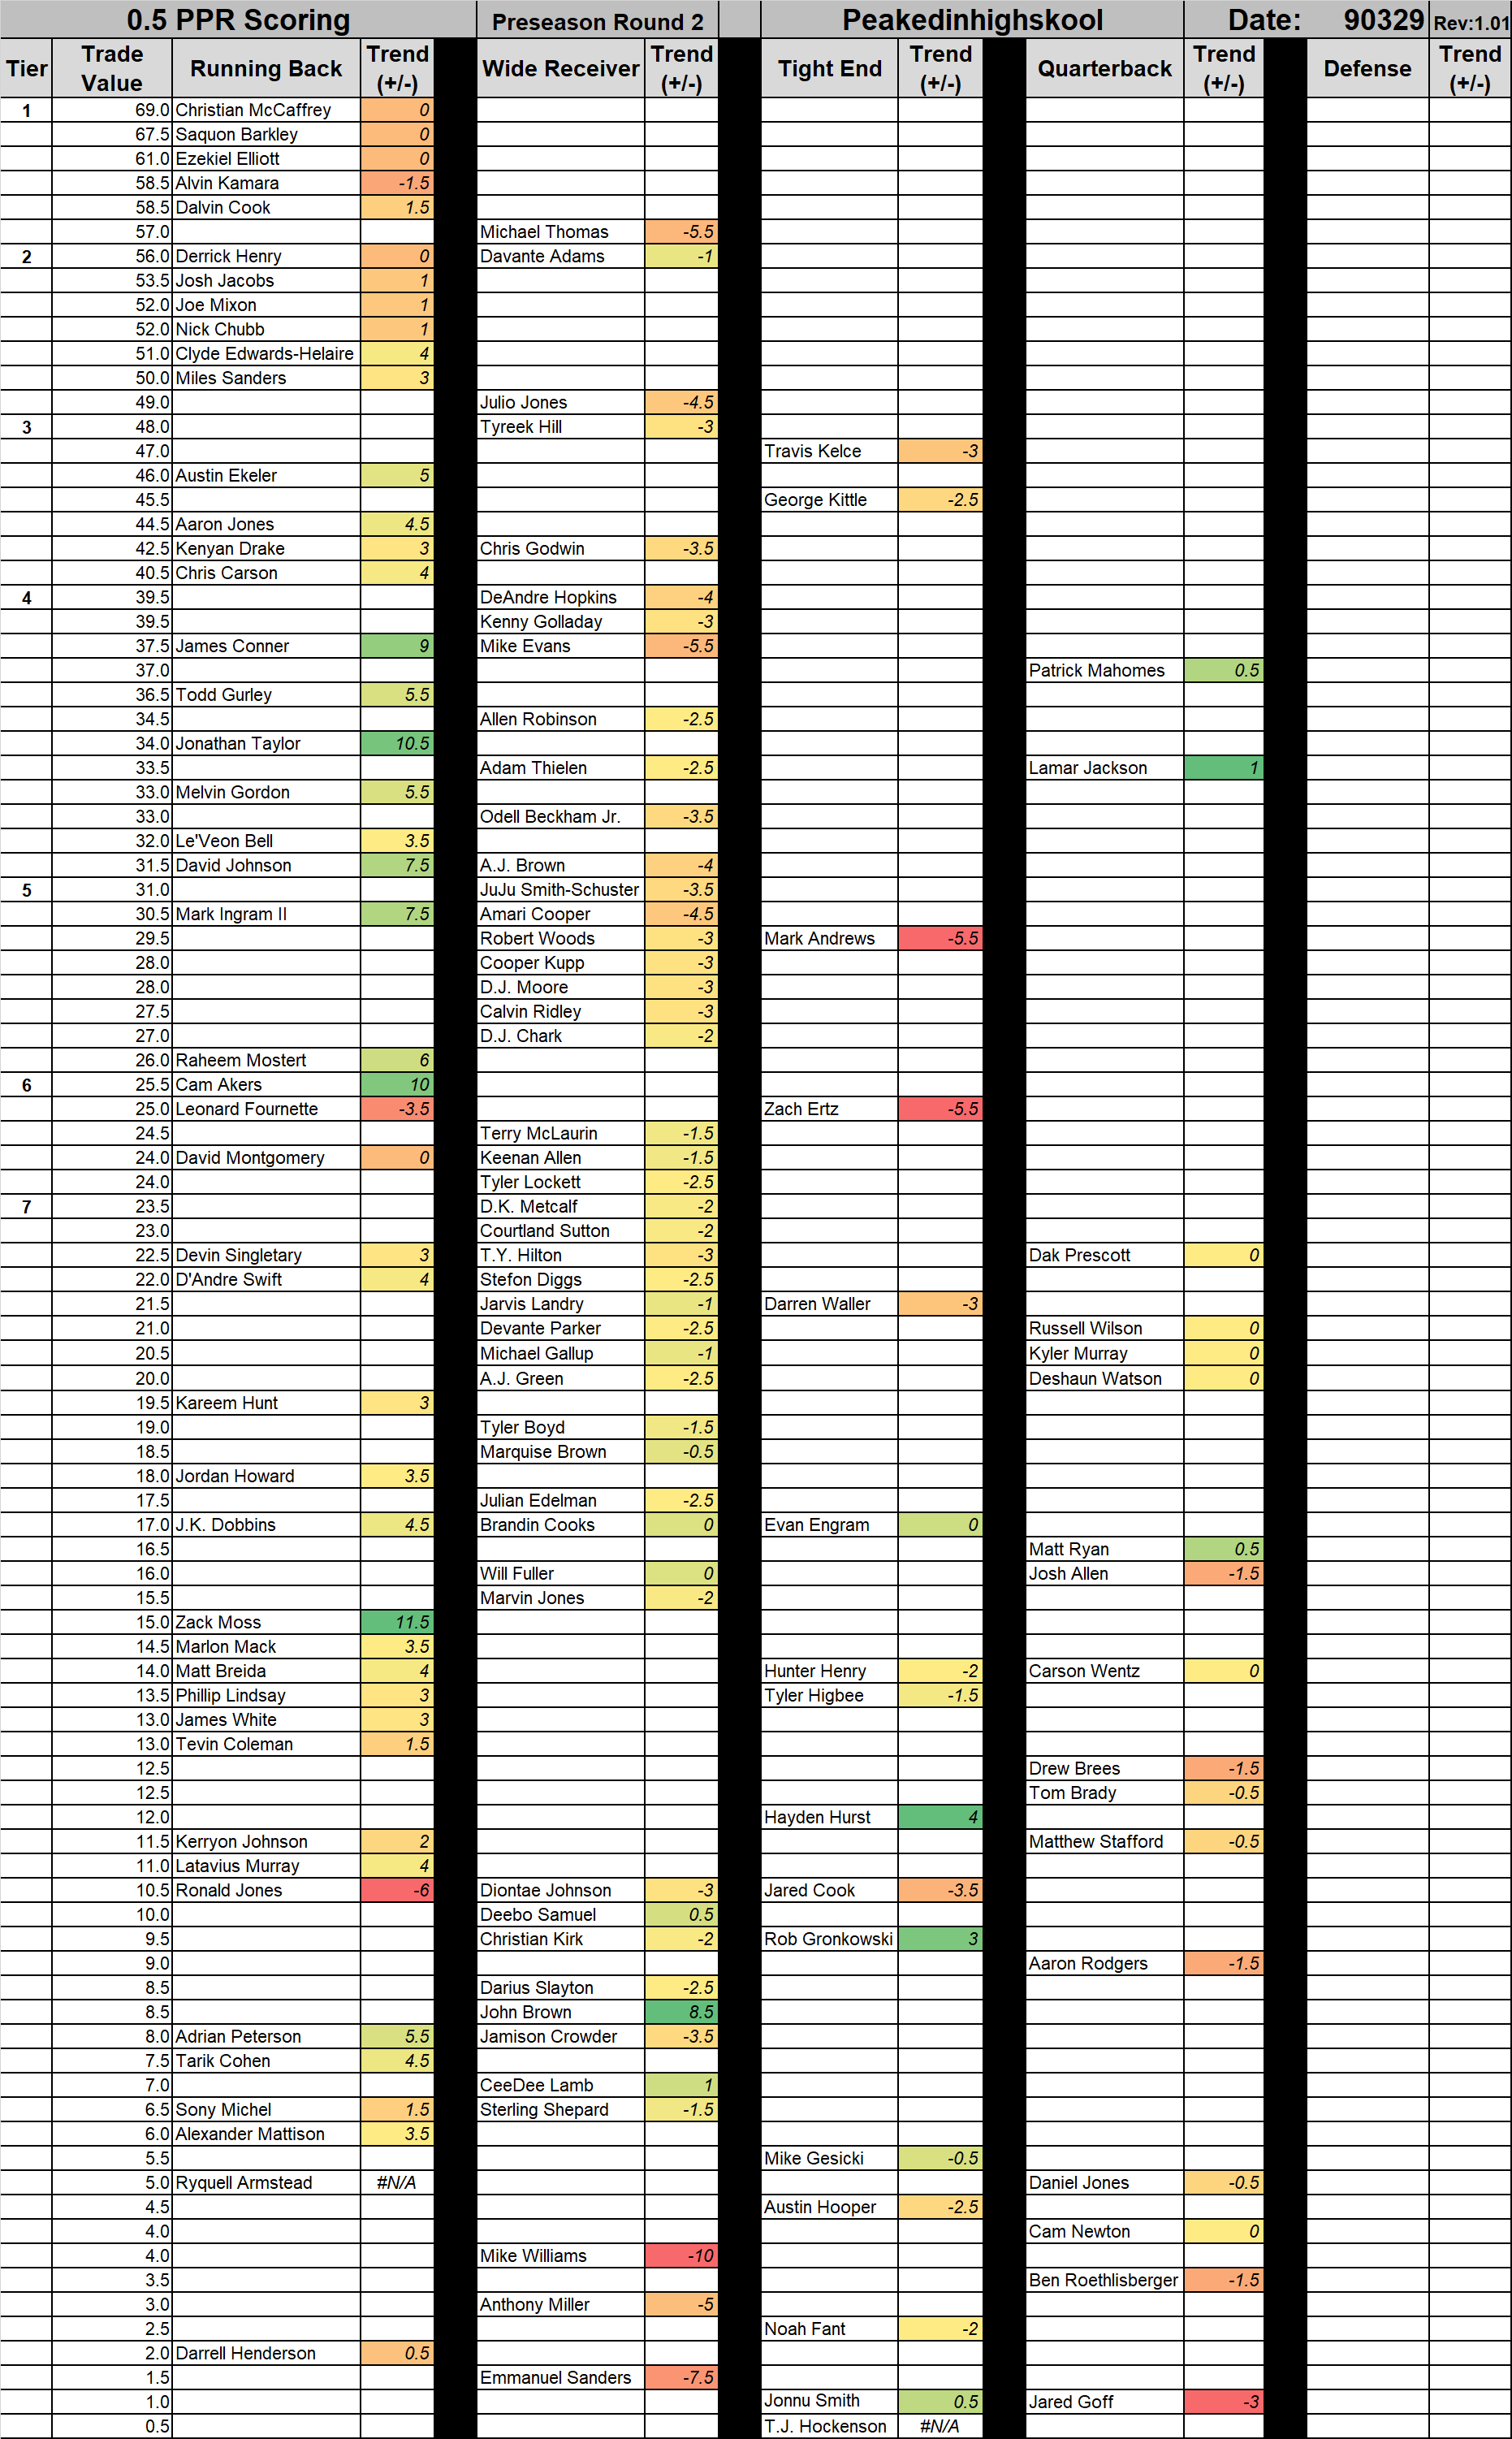 0.5 PPR Scoring Preseason Round 2 Peakedinhighskool Date: 90329 Rev:1.01
Tier Trade Value Running Back Trend (+/-) Wide Receiver Trend (+/-) Tight End Trend (+/-) Quarterback Trend (+/-) Defense Trend (+/-)
1 69.0 Christian McCaffrey 0
67.5 Saquon Barkley 0
61.0 Ezekiel Elliott 0
58.5 Alvin Kamara -1.5
58.5 Dalvin Cook 1.5
57.0 Michael Thomas -5.5
2 56.0 Derrick Henry 0 Davante Adams -1
53.5 Josh Jacobs 1
52.0 Joe Mixon 1
52.0 Nick Chubb 1
51.0 Clyde Edwards-Helaire 4
50.0 Miles Sanders 3
49.0 Julio Jones -4.5
3 48.0 Tyreek Hill -3
47.0 Travis Kelce -3
46.0 Austin Ekeler 5
45.5 George Kittle -2.5
44.5 Aaron Jones 4.5
42.5 Kenyan Drake 3 Chris Godwin -3.5
40.5 Chris Carson 4
4 39.5 DeAndre Hopkins -4
39.5 Kenny Golladay -3
37.5 James Conner 9 Mike Evans -5.5
37.0 Patrick Mahomes 0.5
36.5 Todd Gurley 5.5
34.5 Allen Robinson -2.5
34.0 Jonathan Taylor 10.5
33.5 Adam Thielen -2.5 Lamar Jackson 1
33.0 Melvin Gordon 5.5
33.0 Odell Beckham Jr. -3.5
32.0 Le'Veon Bell 3.5
31.5 David Johnson 7.5 A.J. Brown -4
5 31.0 JuJu Smith-Schuster -3.5
30.5 Mark Ingram II 7.5 Amari Cooper -4.5
29.5 Robert Woods -3 Mark Andrews -5.5
28.0 Cooper Kupp -3
28.0 D.J. Moore -3
27.5 Calvin Ridley -3
27.0 D.J. Chark -2
26.0 Raheem Mostert 6
6 25.5 Cam Akers 10
25.0 Leonard Fournette -3.5 Zach Ertz -5.5
24.5 Terry McLaurin -1.5
24.0 David Montgomery 0 Keenan Allen -1.5
24.0 Tyler Lockett -2.5
7 23.5 D.K. Metcalf -2
23.0 Courtland Sutton -2
22.5 Devin Singletary 3 T.Y. Hilton -3 Dak Prescott 0
22.0 D'Andre Swift 4 Stefon Diggs -2.5
21.5 Jarvis Landry -1 Darren Waller -3
21.0 Devante Parker -2.5 Russell Wilson 0
20.5 Michael Gallup -1 Kyler Murray 0
20.0 A.J. Green -2.5 Deshaun Watson 0
19.5 Kareem Hunt 3
19.0 Tyler Boyd -1.5
18.5 Marquise Brown -0.5
18.0 Jordan Howard 3.5
17.5 Julian Edelman -2.5
17.0 J.K. Dobbins 4.5 Brandin Cooks 0 Evan Engram 0
16.5 Matt Ryan 0.5
16.0 Will Fuller 0 Josh Allen -1.5
15.5 Marvin Jones -2
15.0 Zack Moss 11.5
14.5 Marlon Mack 3.5
14.0 Matt Breida 4 Hunter Henry -2 Carson Wentz 0
13.5 Phillip Lindsay 3 Tyler Higbee -1.5
13.0 James White 3
13.0 Tevin Coleman 1.5
12.5 Drew Brees -1.5
12.5 Tom Brady -0.5
12.0 Hayden Hurst 4
11.5 Kerryon Johnson 2 Matthew Stafford -0.5
11.0 Latavius Murray 4
10.5 Ronald Jones -6 Diontae Johnson -3 Jared Cook -3.5
10.0 Deebo Samuel 0.5
9.5 Christian Kirk -2 Rob Gronkowski 3
9.0 Aaron Rodgers -1.5
8.5 Darius Slayton -2.5
8.5 John Brown 8.5
8.0 Adrian Peterson 5.5 Jamison Crowder -3.5
7.5 Tarik Cohen 4.5
7.0 CeeDee Lamb 1
6.5 Sony Michel 1.5 Sterling Shepard -1.5
6.0 Alexander Mattison 3.5
5.5 Mike Gesicki -0.5
5.0 Ryquell Armstead #N/A Daniel Jones -0.5
4.5 Austin Hooper -2.5
4.0 Cam Newton 0
4.0 Mike Williams -10
3.5 Ben Roethlisberger -1.5
3.0 Anthony Miller -5
2.5 Noah Fant -2
2.0 Darrell Henderson 0.5
1.5 Emmanuel Sanders -7.5
1.0 Jonnu Smith 0.5 Jared Goff -3
0.5 T.J. Hockenson #N/A